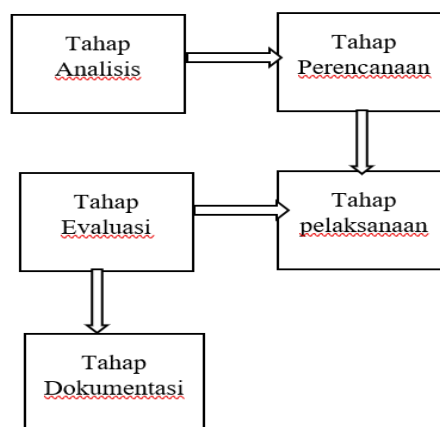 Tahap
Analisis
Tahap
Perencanaan
Tahap
Evaluasi
Tahap
pelaksanaan
Tahap
Dokumentasi